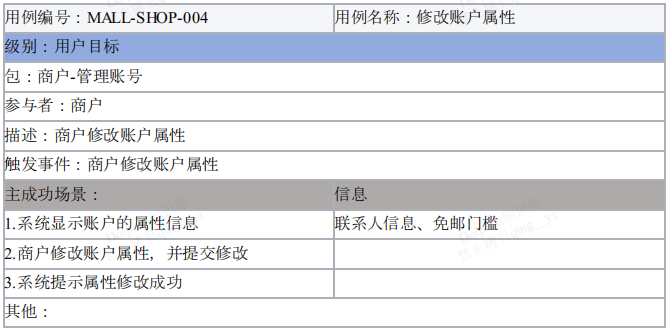 用例编号：MALL-SHOP-004 用例名称：修改账户属性
级别：用户目标
包：商户-管理账号
参与者：商户
描述：商户修改账户属性
触发事件：商户修改账户属性
主成功场景： 信息
1.系统显示账户的属性信息 联系人信息、免邮门槛
2.商户修改账户属性，并提交修改
3.系统提示属性修改成功
其他：